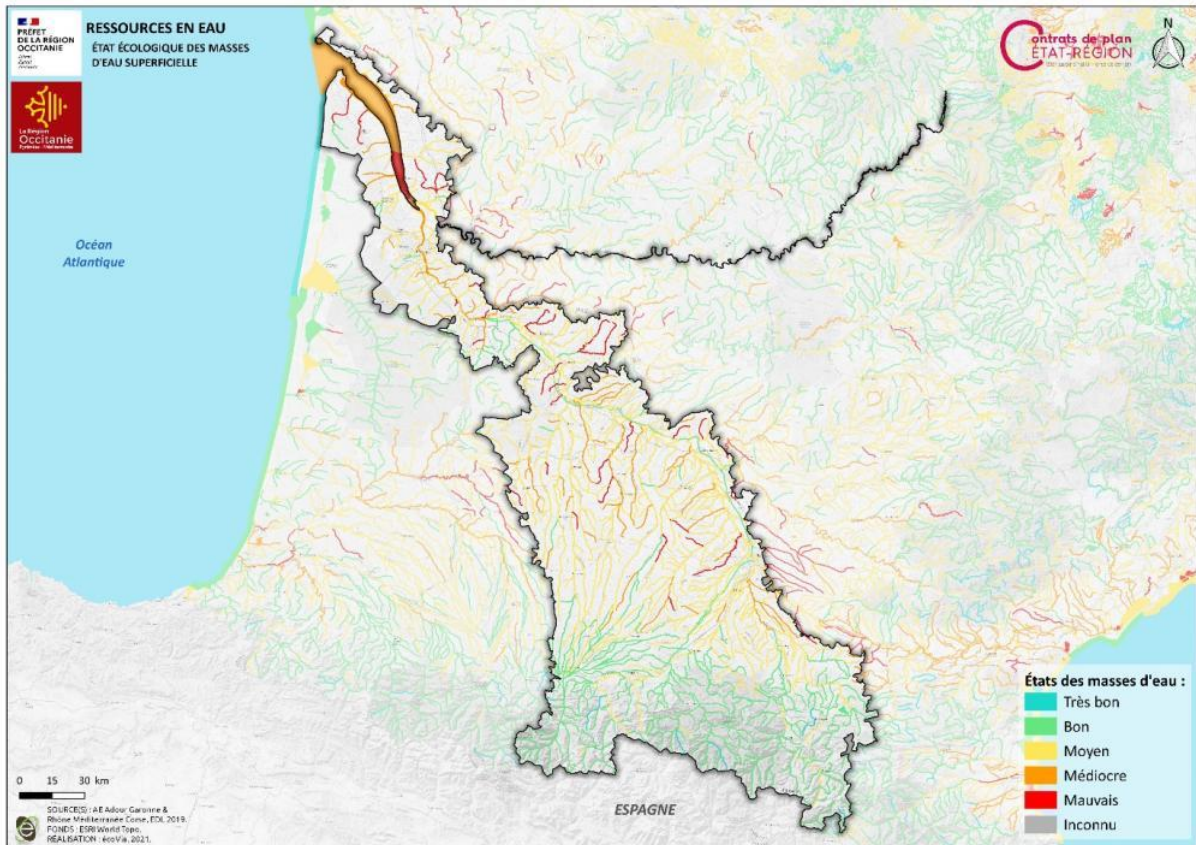 PRÉFET
DE LA RÉGION
OCCITANIE
RESSOURCES EN EAU
ÉTAT ÉCOLOGIQUE DES MASSES
D'EAU SUPERFICIELLE
La Région
Occitanie
Pyrénées - Méditerranée
Contrats de plan
ÉTAT-RÉGION
N
Océan
Atlantique
États des masses d'eau :
Très bon
Bon
Moyen
Médiocre
Mauvais
Inconnu
0 15 30 km
SOURCE(S) : AE Adour Garonne &
Rhône Méditerranée Corse, EDL 2019.
FONDS : ESRI World Topo.
RÉALISATION : écoVia, 2021.
ESPAGNE